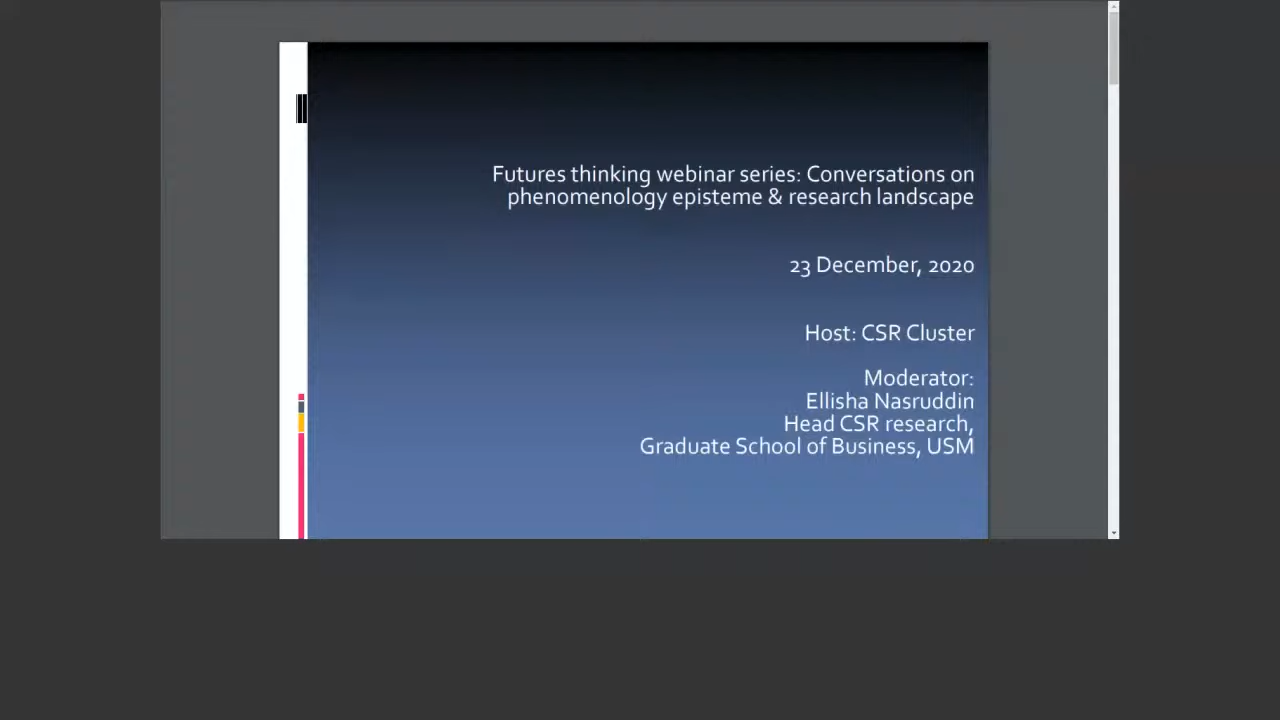 Futures thinking webinar series: Conversations on
phenomenology episteme & research landscape
23 December, 2020
Host: CSR Cluster
Moderator:
Ellisha Nasruddin
Head CSR research,
Graduate School of Business, USM